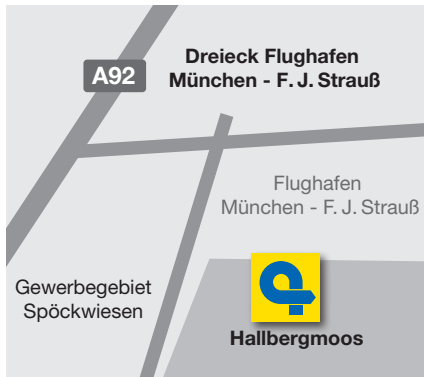 A92
Dreieck Flughafen
München - F. J. Strauß
Flughafen
München - F. J. Strauß
Gewerbegebiet
Spöckwiesen
Hallbergmoos